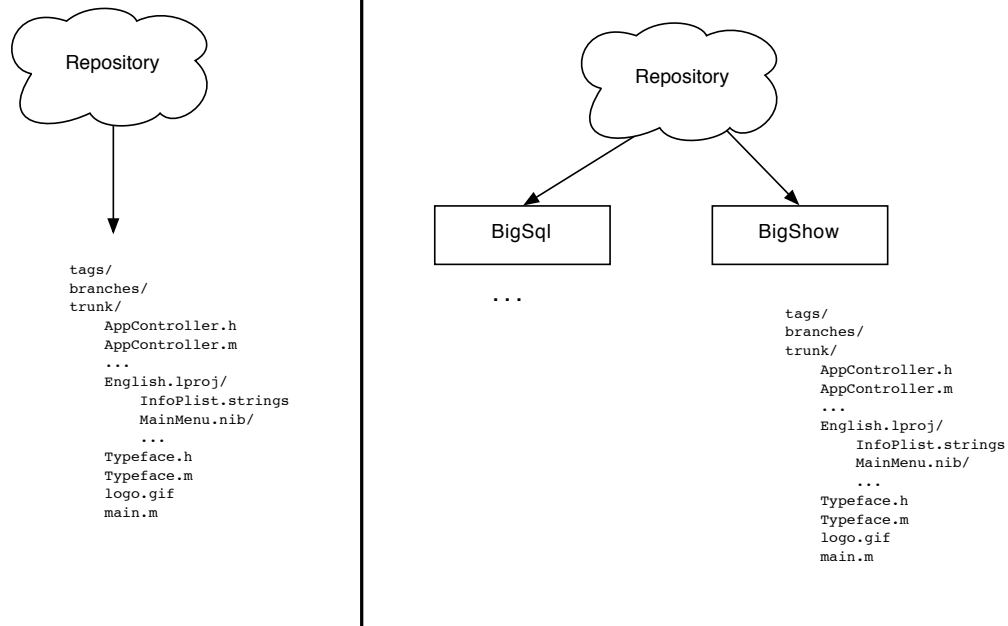 Repository
tags/
branches/
trunk/
AppController.h
AppController.m
...
English.lproj/
InfoPlist.strings
MainMenu.nib/
...
Typeface.h
Typeface.m
logo.gif
main.m
Repository
BigSql
BigShow
...
tags/
branches/
trunk/
AppController.h
AppController.m
...
English.lproj/
InfoPlist.strings
MainMenu.nib/
...
Typeface.h
Typeface.m
logo.gif
main.m